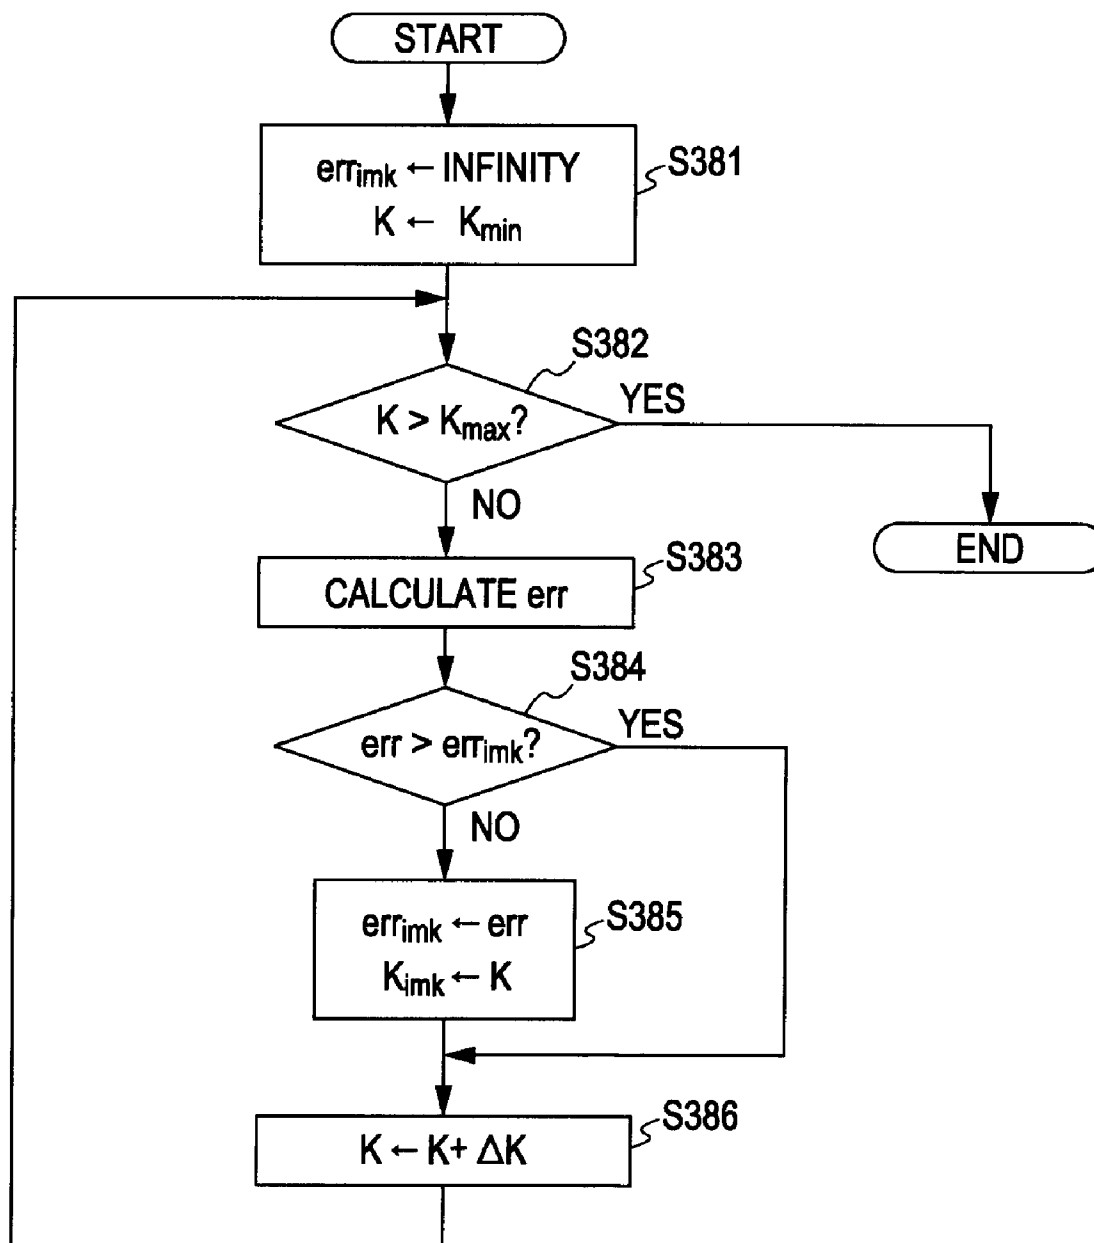 START
err_imk ← INFINITY
K ← K_min
S381
S382
K > K_max?
YES
NO
END
S383
CALCULATE err
S384
err > err_imk?
YES
NO
S385
err_imk ← err
K_imk ← K
S386
K ← K + ΔK